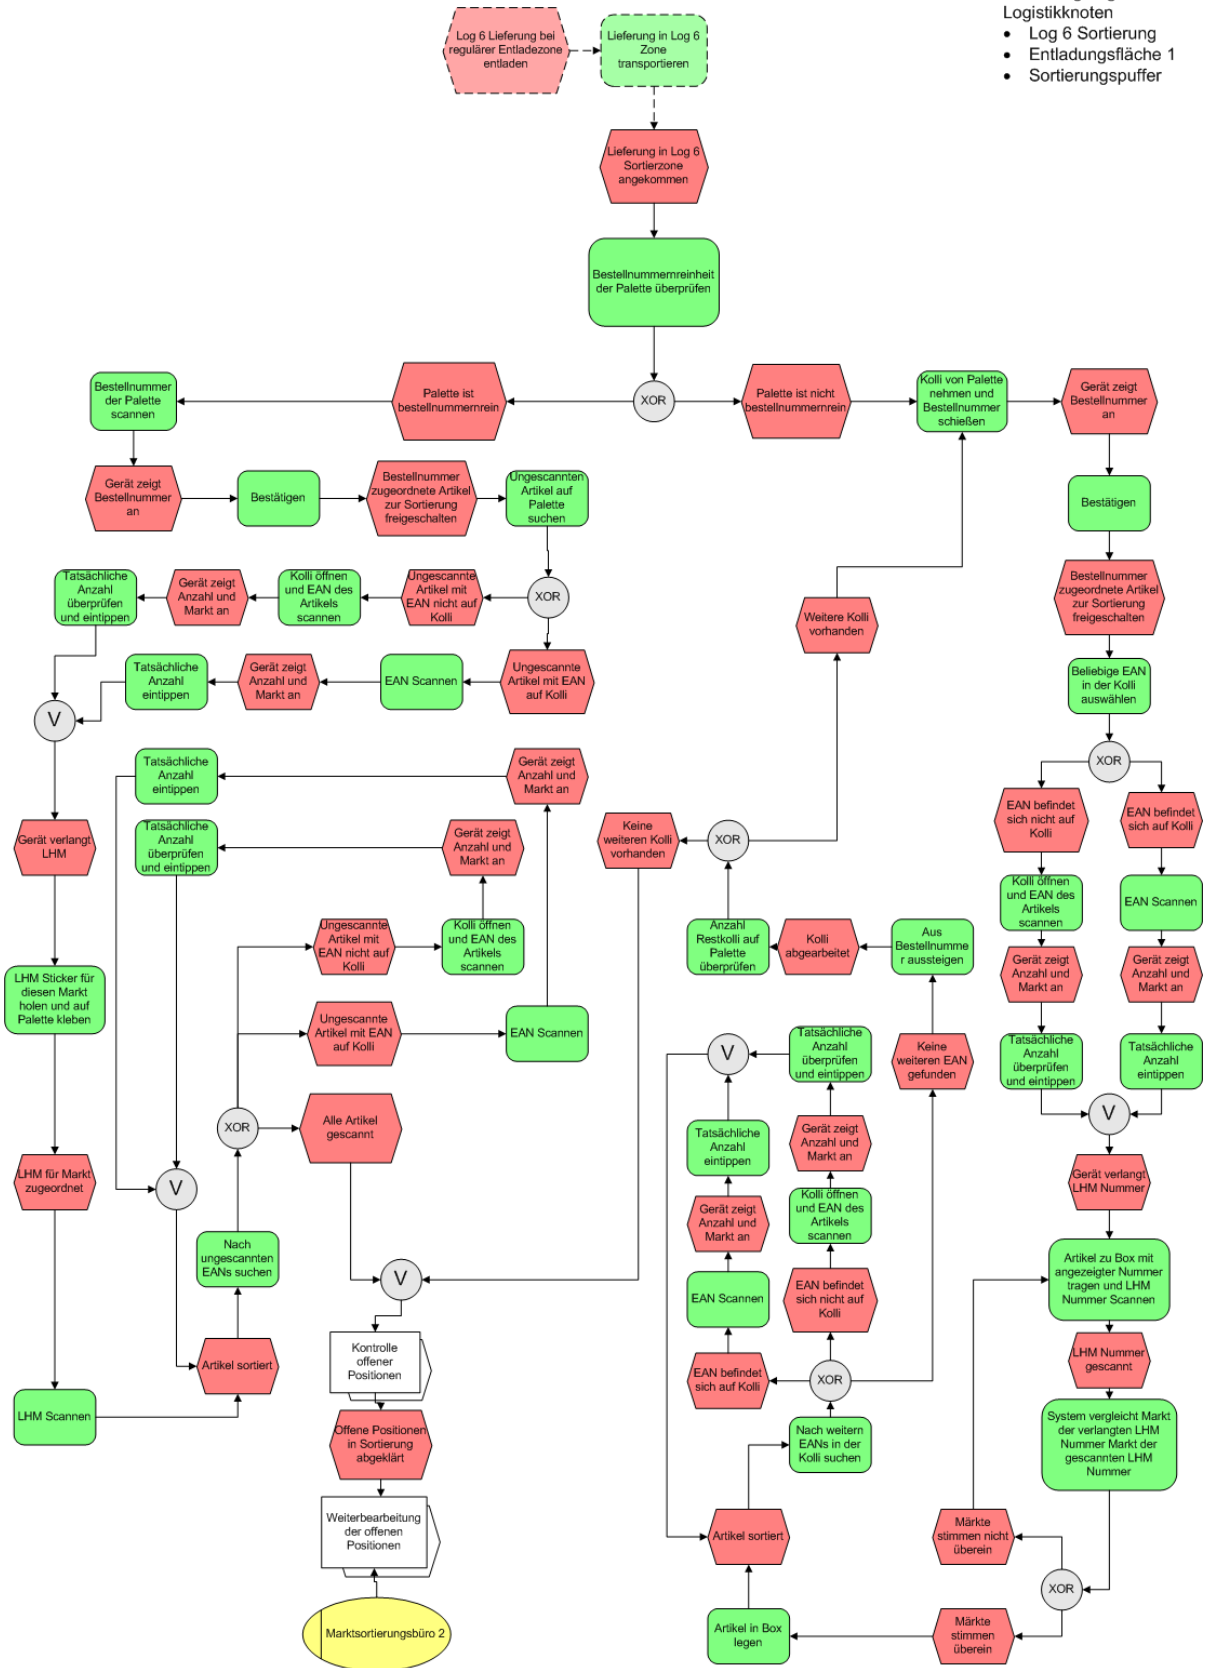 Logistikknoten
• Log 6 Sortierung
• Entladungsfläche 1
• Sortierungspuffer
Log 6 Lieferung bei
regulärer Entladezone
entladen
Lieferung in Log 6
Zone
transportieren
Lieferung in Log 6
Sortierzone
angekommen
Bestellnummernreinheit
der Palette überprüfen
XOR
Palette ist
bestellnummernrein
Bestellnummer
der Palette
scannen
Palette ist nicht
bestellnummernrein
Kolli von Palette
nehmen und
Bestellnummer
schießen
Gerät zeigt
Bestellnummer
an
Gerät zeigt
Bestellnummer
an
Bestätigen
Bestellnummer
zugeordnete Artikel
zur Sortierung
freigeschalten
Ungescannten
Artikel auf
Palette
suchen
Bestätigen
XOR
Ungescannte
Artikel mit
EAN nicht auf
Kolli
Kolli öffnen
und EAN des
Artikels
scannen
Gerät zeigt
Anzahl und
Markt an
Tatsächliche
Anzahl
überprüfen
und eintippen
Bestellnummer
zugeordnete Artikel
zur Sortierung
freigeschalten
Weitere Kolli
vorhanden
Ungescannte
Artikel mit EAN
auf Kolli
EAN Scannen
Gerät zeigt
Anzahl und
Markt an
Tatsächliche
Anzahl
eintippen
Beliebige EAN
in der Kolli
auswählen
V
XOR
Tatsächliche
Anzahl
eintippen
Gerät zeigt
Anzahl und
Markt an
EAN befindet
sich nicht auf
Kolli
EAN befindet
sich auf Kolli
Gerät verlangt
LHM
Tatsächliche
Anzahl
überprüfen
und eintippen
Gerät zeigt
Anzahl und
Markt an
Keine
weiteren Kolli
vorhanden
XOR
Kolli öffnen
und EAN des
Artikels
scannen
EAN Scannen
Ungescannte
Artikel mit
EAN nicht auf
Kolli
Kolli öffnen
und EAN des
Artikels
scannen
Anzahl
Restkolli auf
Palette
überprüfen
Kolli
abgearbeitet
Aus
Bestellnumme
r aussteigen
Gerät zeigt
Anzahl und
Markt an
Gerät zeigt
Anzahl und
Markt an
LHM Sticker für
diesen Markt
holen und auf
Palette kleben
Ungescannte
Artikel mit EAN
auf Kolli
EAN Scannen
V
Tatsächliche
Anzahl
überprüfen
und eintippen
Keine
weiteren EAN
gefunden
Tatsächliche
Anzahl
überprüfen
und eintippen
Tatsächliche
Anzahl
eintippen
XOR
Alle Artikel
gescannt
V
Tatsächliche
Anzahl
eintippen
Gerät zeigt
Anzahl und
Markt an
LHM für Markt
zugeordnet
V
Gerät verlangt
LHM Nummer
Gerät zeigt
Anzahl und
Markt an
Kolli öffnen
und EAN des
Artikels
scannen
Nach
ungescannten
EANs suchen
V
Artikel zu Box mit
angezeigter Nummer
tragen und LHM
Nummer Scannen
EAN Scannen
EAN befindet
sich nicht auf
Kolli
Artikel sortiert
Kontrolle
offener
Positionen
EAN befindet
sich auf Kolli
XOR
LHM Nummer
gescannt
LHM Scannen
Offene Positionen
in Sortierung
abgeklärt
Nach weitern
EANs in der
Kolli suchen
System vergleicht Markt
der verlangten LHM
Nummer Markt der
gescannten LHM
Nummer
Weiterbearbeitung
der offenen
Positionen
Artikel sortiert
Märkte
stimmen nicht
überein
XOR
Marktsortierungsbüro 2
Artikel in Box
legen
Märkte
stimmen
überein